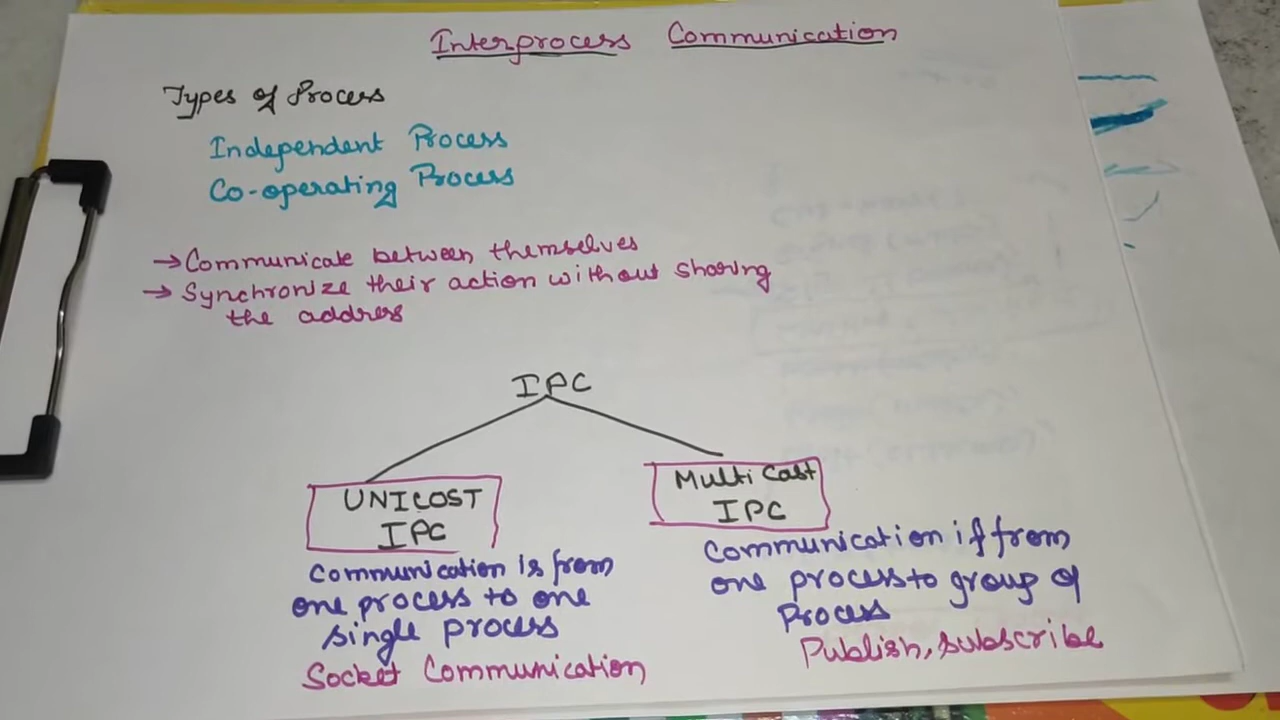 Interprocess Communication
Types of Process
Independent Process
Co-operating Process
→ Communicate between themselves
→ Synchronize their action without sharing
the address
IPC
UNICOST
IPC
Communication is from
one process to one
single process
Socket Communication
Multi Cast
IPC
Communication if from
one process to group of
Process
Publish, subscribe